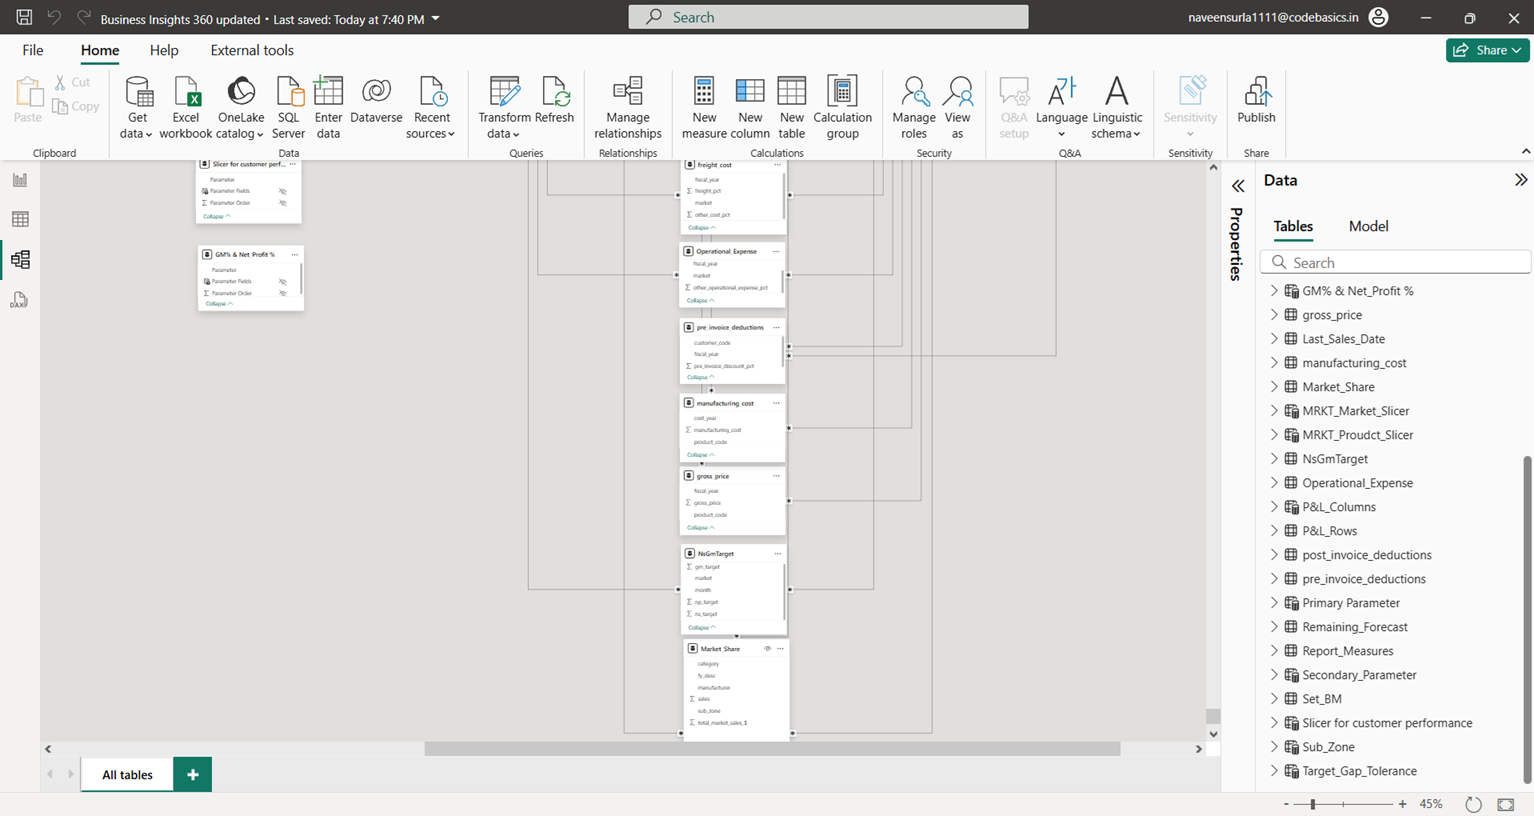 Business Insights 360 updated • Last saved: Today at 7:40 PM
Search
naveensurla1111@codebasics.in
File
Home
Help
External tools
Share
Paste
Cut
Copy
Get data
Excel workbook
OneLake catalog
SQL Server
Enter data
Dataverse
Recent sources
Transform data
Refresh
Manage relationships
New measure
New column
New table
Calculation group
Manage roles
View as
Q&A setup
Language
Linguistic schema
Sensitivity
Publish
Clipboard
Data
Queries
Relationships
Calculations
Security
Q&A
Sensitivity
Share
Slicer for customer perf...
Parameter
Parameter Fields
Parameter Order
Collapse
GM% & Net_Profit %
Parameter
Parameter Fields
Parameter Order
Collapse
freight_cost
fiscal_year
freight_pct
market
other_cost_pct
Collapse
Operational Expense
fiscal_year
market
other_operational_expense_pct
Collapse
pre_invoice_deductions
customer_code
fiscal_year
pre_invoice_discount_pct
Collapse
manufacturing_cost
cost_year
manufacturing_cost
product_code
Collapse
gross_price
fiscal_year
gross_price
product_code
Collapse
NsGmTarget
gm_target
market
month
np_target
ns_target
Collapse
Market_Share
category
fy_desc
manufacturer
sales
sub_zone
total_market_sales_$
Properties
Data
Tables
Model
Search
GM% & Net_Profit %
gross_price
Last_Sales_Date
manufacturing_cost
Market_Share
MRKT_Market_Slicer
MRKT_Proudct_Slicer
NsGmTarget
Operational_Expense
P&L_Columns
P&L_Rows
post_invoice_deductions
pre_invoice_deductions
Primary Parameter
Remaining_Forecast
Report_Measures
Secondary_Parameter
Set_BM
Slicer for customer performance
Sub_Zone
Target_Gap_Tolerance
All tables
+
- + 45%